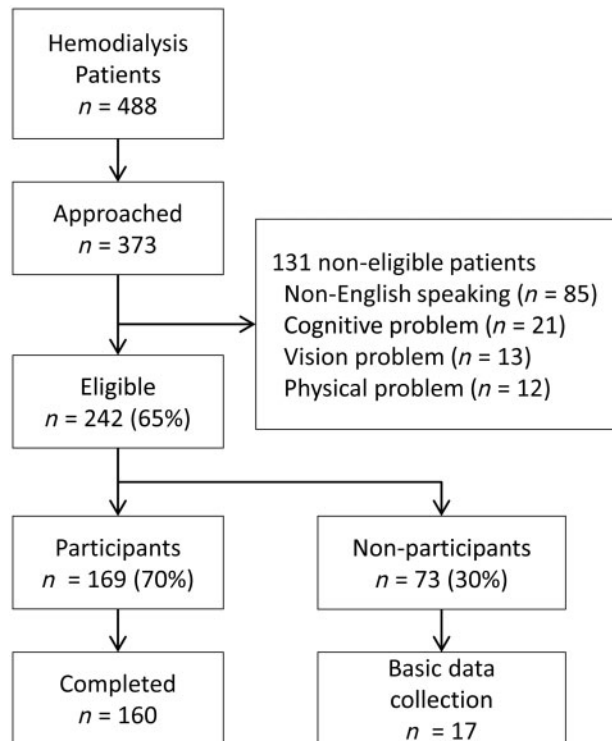 Hemodialysis
Patients
n = 488
Approached
n = 373
131 non-eligible patients
Non-English speaking (n = 85)
Cognitive problem (n = 21)
Vision problem (n = 13)
Physical problem (n = 12)
Eligible
n = 242 (65%)
Participants
n = 169 (70%)
Non-participants
n = 73 (30%)
Completed
n = 160
Basic data
collection
n = 17